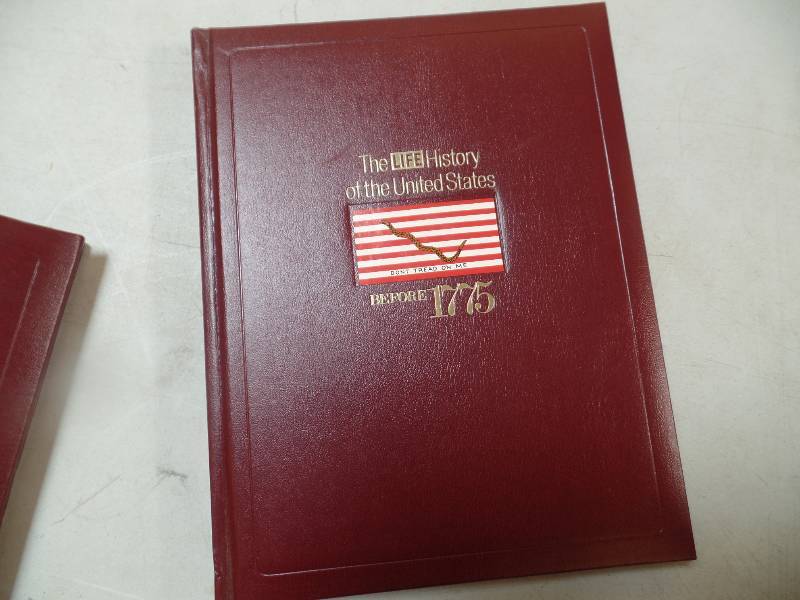 The LIFE History
of the United States
DONT TREAD ON ME
BEFORE 1775